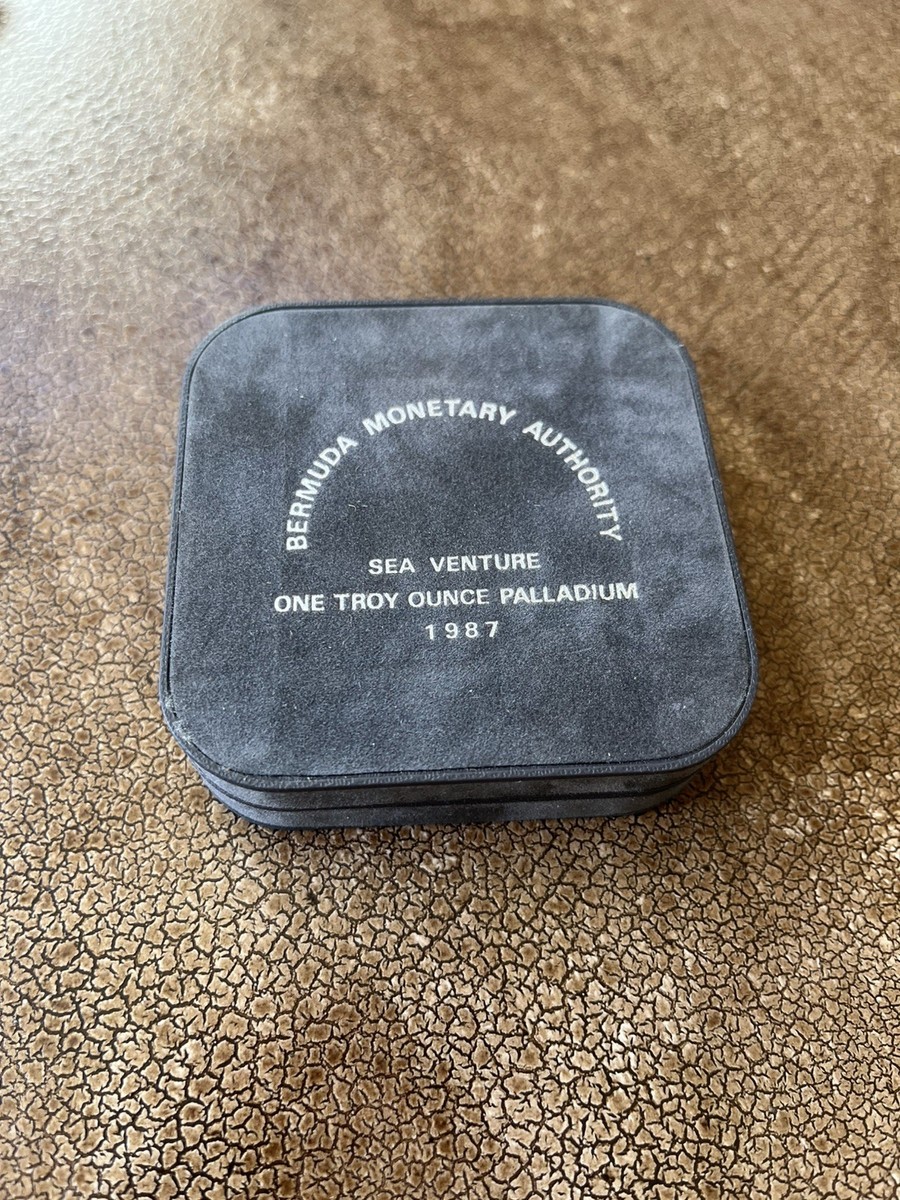 BERMUDA MONETARY AUTHORITY
SEA VENTURE
ONE TROY OUNCE PALLADIUM
1987